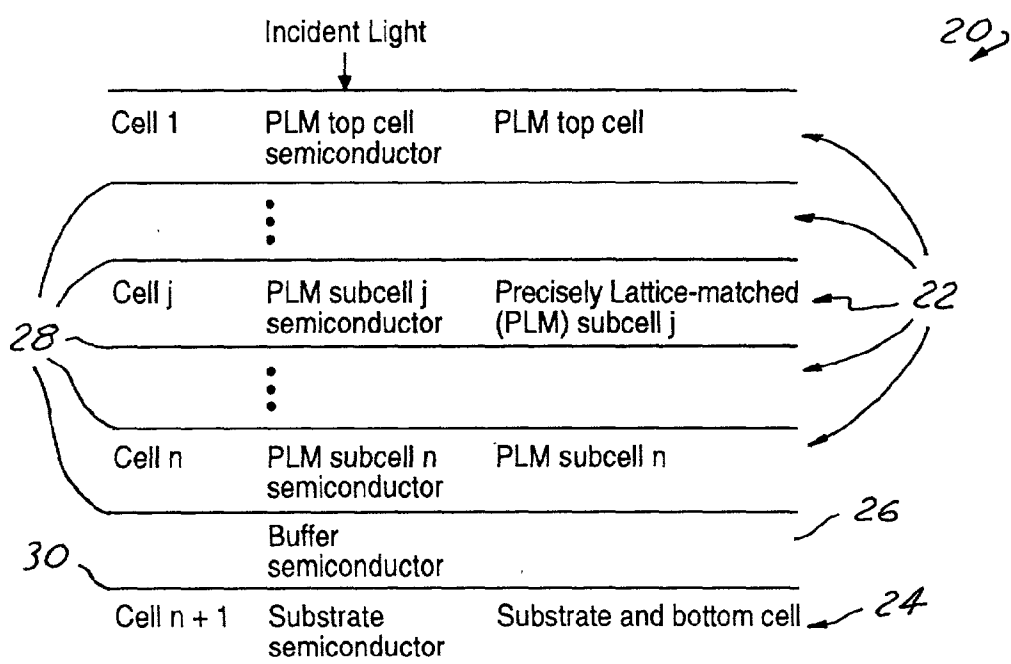 Incident Light
20
Cell 1 PLM top cell PLM top cell
semiconductor
Cell j PLM subcell j Precisely Lattice-matched
semiconductor (PLM) subcell j
22
28
Cell n PLM subcell n PLM subcell n
semiconductor
26
Buffer
semiconductor
30
Cell n + 1 Substrate Substrate and bottom cell
semiconductor
24